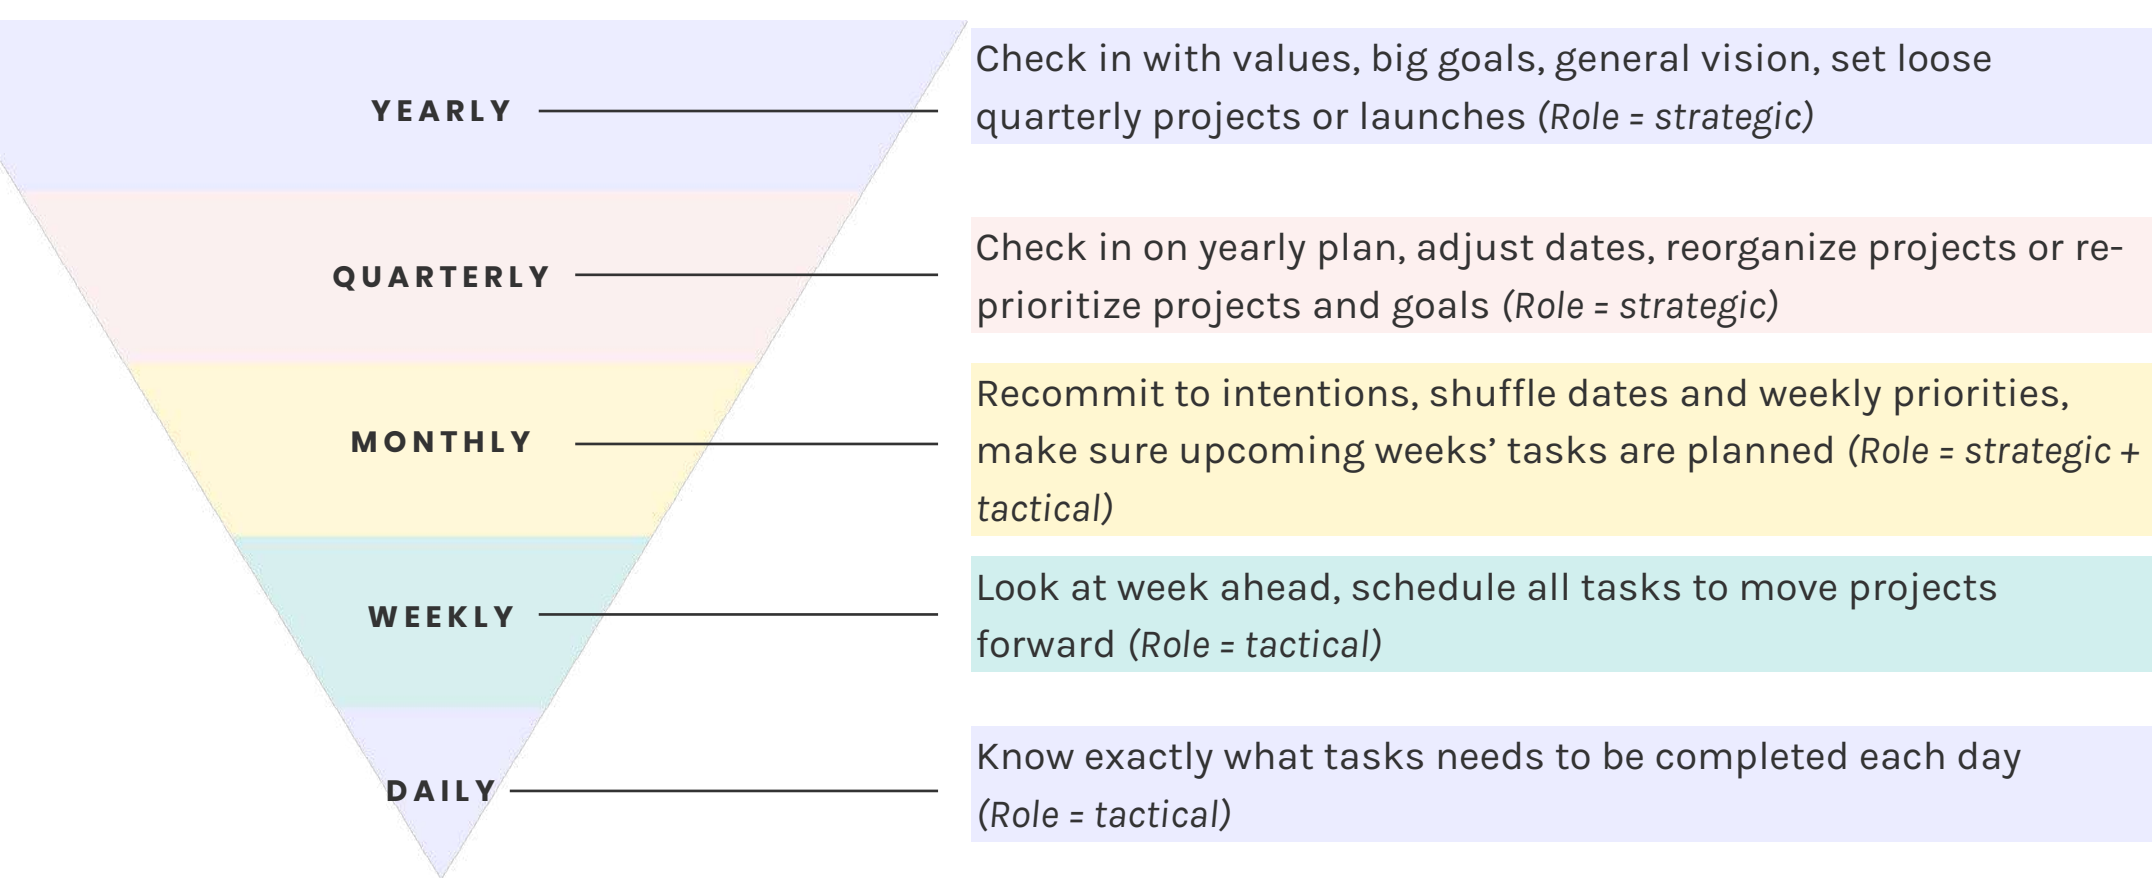 YEARLY
Check in with values, big goals, general vision, set loose
quarterly projects or launches (Role = strategic)
QUARTERLY
Check in on yearly plan, adjust dates, reorganize projects or re-
prioritize projects and goals (Role = strategic)
MONTHLY
Recommit to intentions, shuffle dates and weekly priorities,
make sure upcoming weeks’ tasks are planned (Role = strategic +
tactical)
WEEKLY
Look at week ahead, schedule all tasks to move projects
forward (Role = tactical)
DAILY
Know exactly what tasks needs to be completed each day
(Role = tactical)